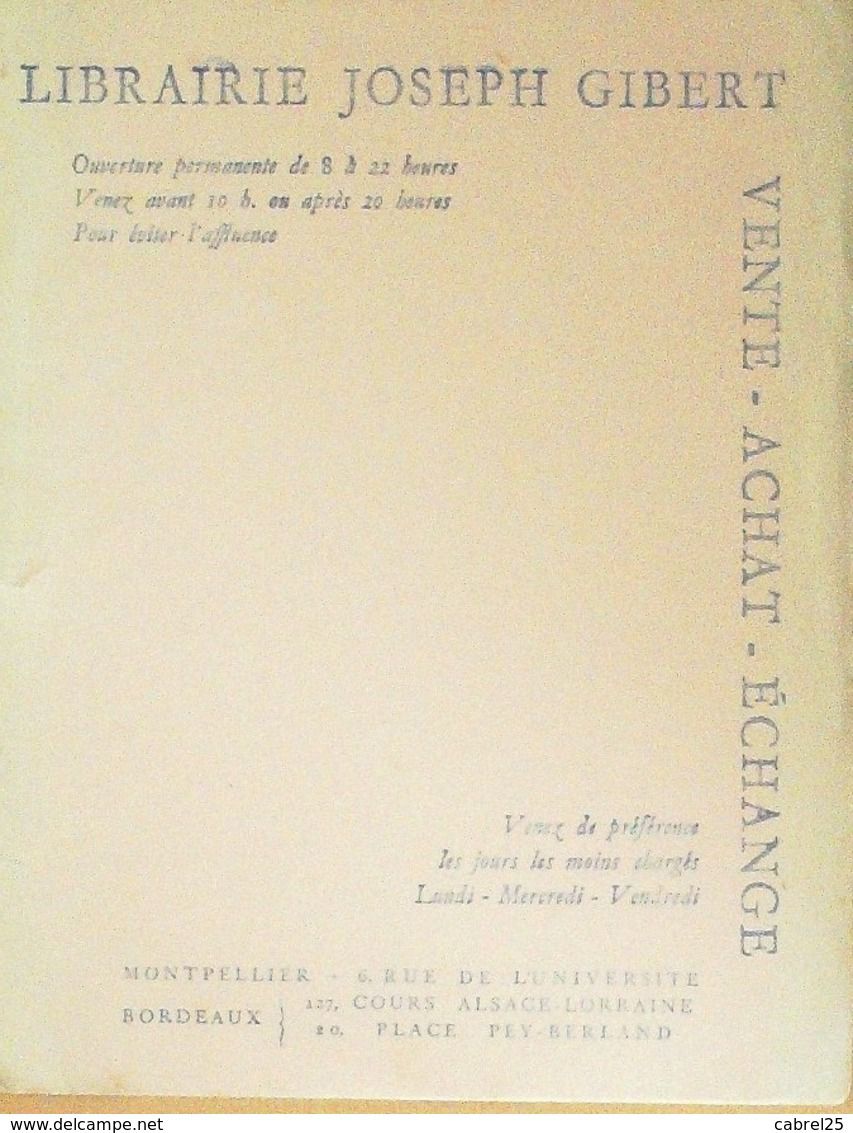 LIBRAIRIE JOSEPH GIBERT
Ouverture permanente de 8 à 22 heures
Venez avant 10 h. ou après 20 heures
Pour éviter l'affluence
VENTE - ACHAT - ÉCHANGE
Venez de préférence
les jours les moins chargés
Lundi - Mercredi - Vendredi
MONTPELLIER - 6, RUE DE L'UNIVERSITE
BORDEAUX } 127, COURS ALSACE-LORRAINE
20, PLACE PEY-BERLAND
www.delcampe.net
cabrel25